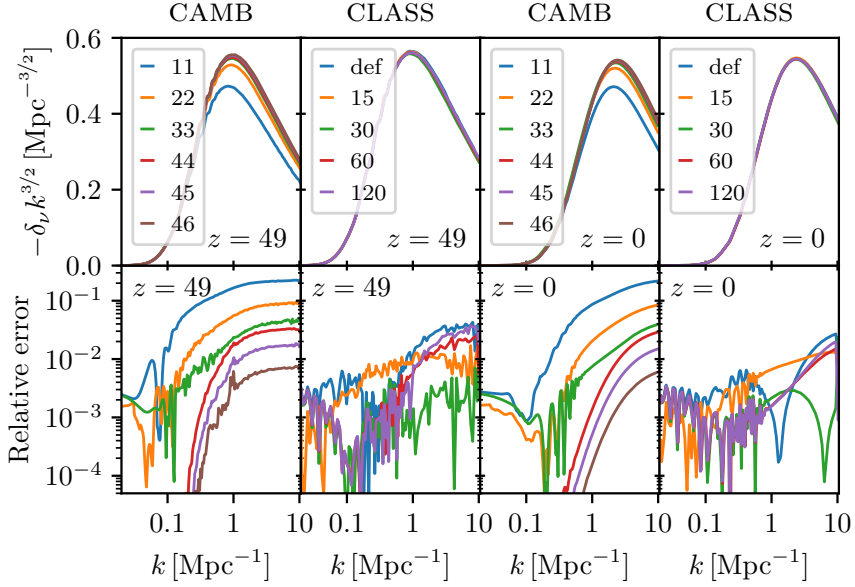 CAMB CLASS CAMB CLASS
−δ_ν k^{3/2} [Mpc^{−3/2}]
0.6
0.4
0.2
0.0
11
22
33
44
45
46
z = 49
def
15
30
60
120
z = 49
11
22
33
44
45
46
z = 0
def
15
30
60
120
z = 0
Relative error
10^{−1}
10^{−2}
10^{−3}
10^{−4}
z = 49 z = 49 z = 0 z = 0
0.1 1 10 0.1 1 10 0.1 1 10 0.1 1 10
k [Mpc^{−1}] k [Mpc^{−1}] k [Mpc^{−1}] k [Mpc^{−1}]